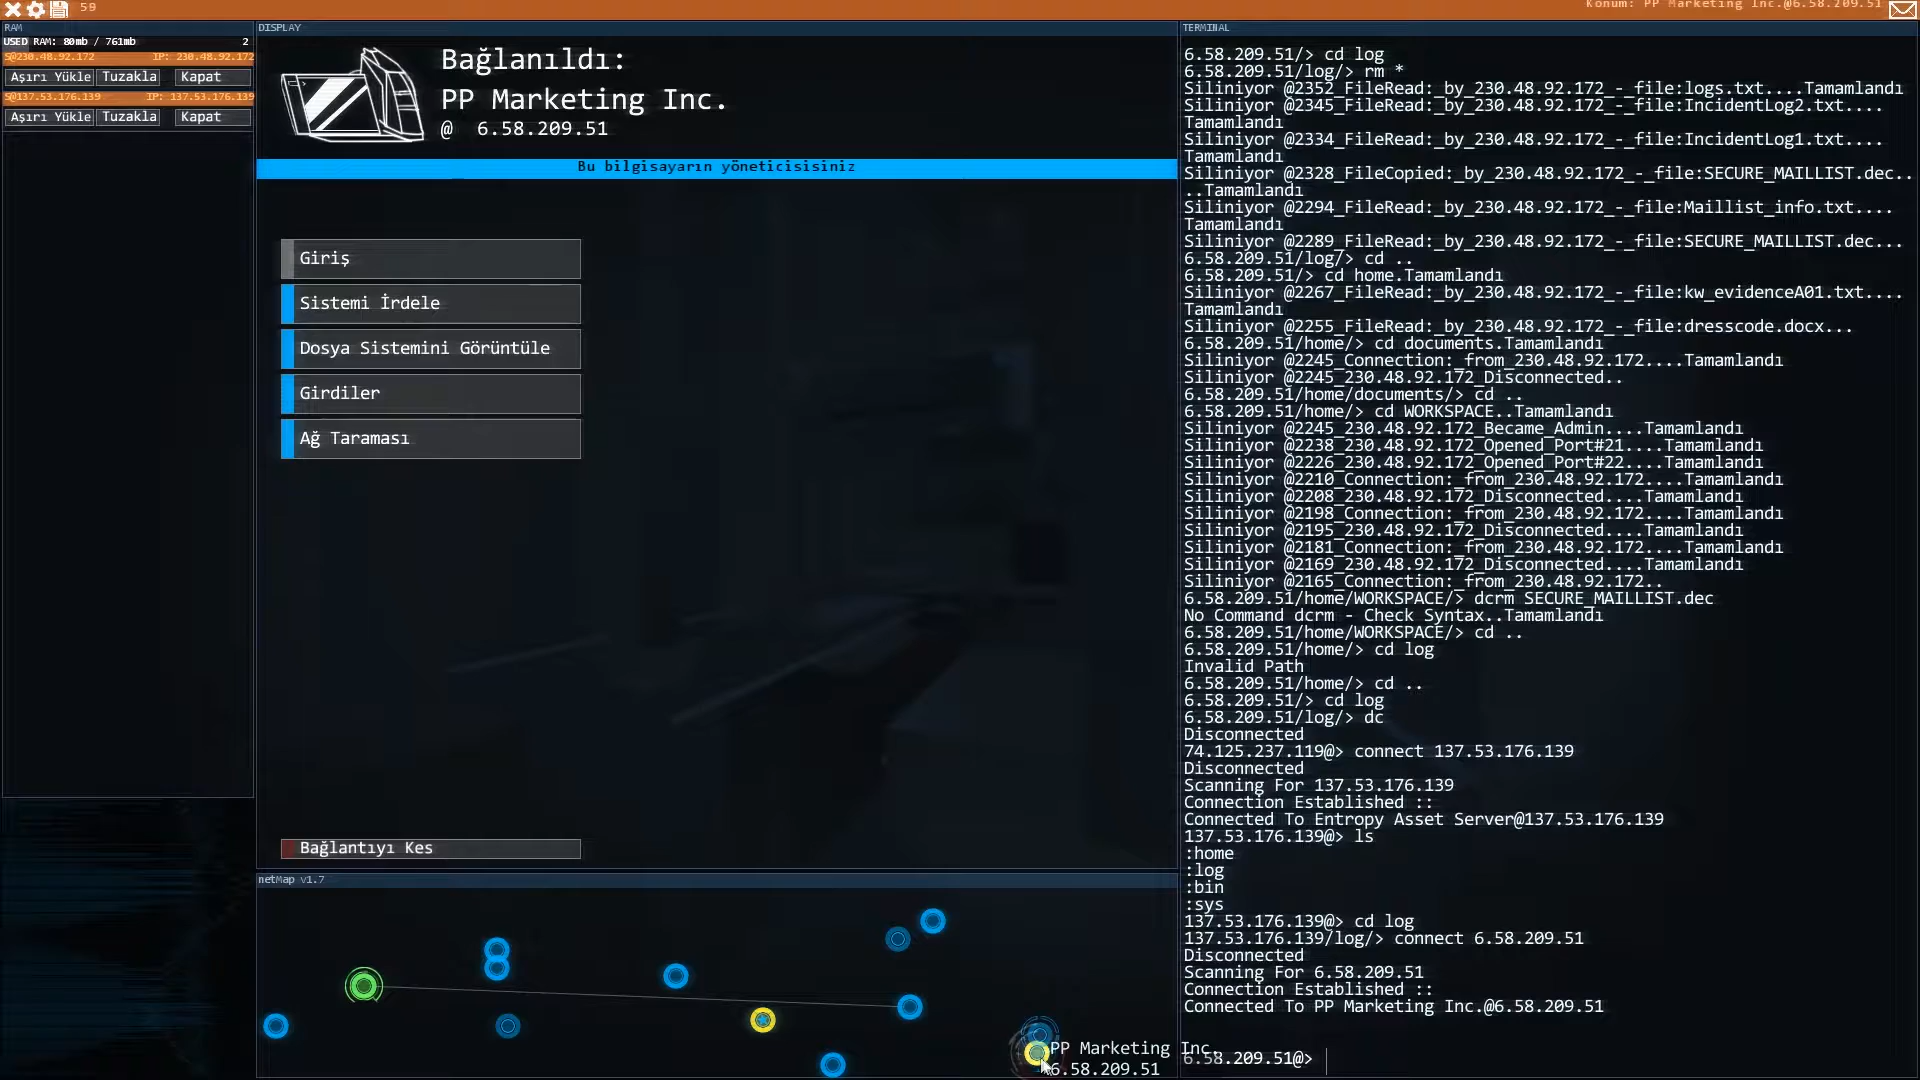 59
Konum: PP Marketing Inc.@6.58.209.51
RAM
USED RAM: 80mb / 761mb 2
S@230.48.92.172 IP: 230.48.92.172
Aşırı Yükle Tuzakla Kapat
S@137.53.176.139 IP: 137.53.176.139
Aşırı Yükle Tuzakla Kapat
DISPLAY
Bağlanıldı:
PP Marketing Inc.
@ 6.58.209.51
Bu bilgisayarın yöneticisisiniz
Giriş
Sistemi İrdele
Dosya Sistemini Görüntüle
Girdiler
Ağ Taraması
Bağlantıyı Kes
netMap v1.7
PP Marketing Inc.
6.58.209.51
TERMINAL
6.58.209.51/> cd log
6.58.209.51/log/> rm *
Siliniyor @2352_FileRead:_by_230.48.92.172_-_file:logs.txt....Tamamlandı
Siliniyor @2345_FileRead:_by_230.48.92.172_-_file:IncidentLog2.txt....
Tamamlandı
Siliniyor @2334_FileRead:_by_230.48.92.172_-_file:IncidentLog1.txt....
Tamamlandı
Siliniyor @2328_FileCopied:_by_230.48.92.172_-_file:SECURE_MAILLIST.dec..
..Tamamlandı
Siliniyor @2294_FileRead:_by_230.48.92.172_-_file:Maillist_info.txt....
Tamamlandı
Siliniyor @2289_FileRead:_by_230.48.92.172_-_file:SECURE_MAILLIST.dec...
6.58.209.51/log/> cd ..
6.58.209.51/> cd home.Tamamlandı
Siliniyor @2267_FileRead:_by_230.48.92.172_-_file:kw_evidenceA01.txt....
Tamamlandı
Siliniyor @2255_FileRead:_by_230.48.92.172_-_file:dresscode.docx...
6.58.209.51/home/> cd documents.Tamamlandı
Siliniyor @2245_Connection:_from_230.48.92.172....Tamamlandı
Siliniyor @2245_230.48.92.172_Disconnected..
6.58.209.51/home/documents/> cd ..
6.58.209.51/home/> cd WORKSPACE..Tamamlandı
Siliniyor @2245_230.48.92.172_Became_Admin....Tamamlandı
Siliniyor @2238_230.48.92.172_Opened_Port#21....Tamamlandı
Siliniyor @2226_230.48.92.172_Opened_Port#22....Tamamlandı
Siliniyor @2210_Connection:_from_230.48.92.172....Tamamlandı
Siliniyor @2208_230.48.92.172_Disconnected....Tamamlandı
Siliniyor @2198_Connection:_from_230.48.92.172....Tamamlandı
Siliniyor @2195_230.48.92.172_Disconnected....Tamamlandı
Siliniyor @2181_Connection:_from_230.48.92.172....Tamamlandı
Siliniyor @2169_230.48.92.172_Disconnected....Tamamlandı
Siliniyor @2165_Connection:_from_230.48.92.172..
6.58.209.51/home/WORKSPACE/> dcrm SECURE_MAILLIST.dec
No Command dcrm - Check Syntax..Tamamlandı
6.58.209.51/home/WORKSPACE/> cd ..
6.58.209.51/home/> cd log
Invalid Path
6.58.209.51/home/> cd ..
6.58.209.51/> cd log
6.58.209.51/log/> dc
Disconnected
74.125.237.119@> connect 137.53.176.139
Disconnected
Scanning For 137.53.176.139
Connection Established ::
Connected To Entropy Asset Server@137.53.176.139
137.53.176.139@> ls
:home
:log
:bin
:sys
137.53.176.139@> cd log
137.53.176.139/log/> connect 6.58.209.51
Disconnected
Scanning For 6.58.209.51
Connection Established ::
Connected To PP Marketing Inc.@6.58.209.51
6.58.209.51@>